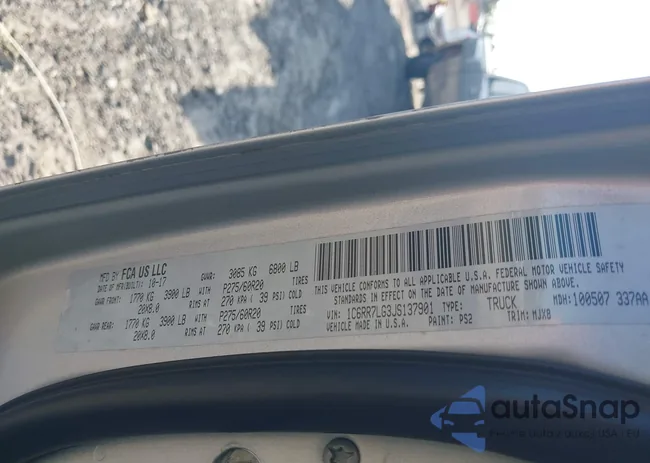 MFD BY FCA US LLC
DATE OF MFR(BUILT): 10-17 GVWR: 3085 KG 6800 LB
GAWR FRONT: 1770 KG 3900 LB P275/60R20 TIRES
20X8.0 RIMS AT 270 KPA ( 39 PSI) COLD
GAWR REAR: 1770 KG 3900 LB P275/60R20 TIRES
20X8.0 RIMS AT 270 KPA ( 39 PSI) COLD
THIS VEHICLE CONFORMS TO ALL APPLICABLE U.S.A. FEDERAL MOTOR VEHICLE SAFETY
STANDARDS IN EFFECT ON THE DATE OF MANUFACTURE SHOWN ABOVE.
VIN: 1C6RR7LG3JS137901 TYPE: TRUCK MDH: 100507 337AA
VEHICLE MADE IN U.S.A. PAINT: PS2 TRIM: MJX8
autoSnap